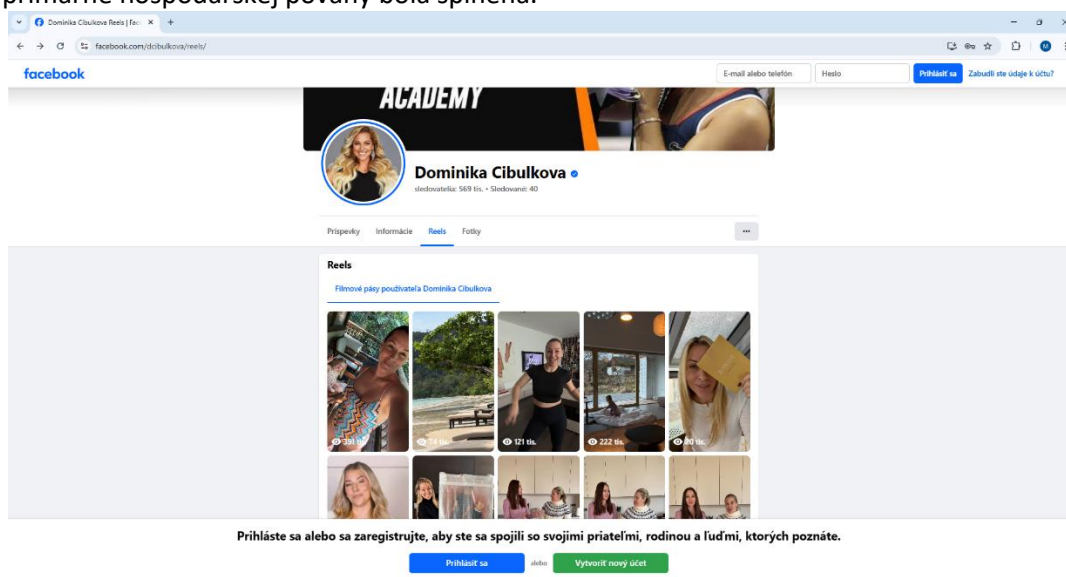 primárne hospodárskej povahy bola splnená.
Dominika Cibulkova Reels | Fac
facebook.com/dcibulkova/reels/
facebook
E-mail alebo telefón
Heslo
Prihlásiť sa
Zabudli ste údaje k účtu?
ACADEMY
Dominika Cibulkova
sledovatelia: 569 tis. • Sledované: 40
Príspevky Informácie Reels Fotky
Reels
Filmové pásy používateľa Dominika Cibulkova
121 tis. 222 tis.
Prihláste sa alebo sa zaregistrujte, aby ste sa spojili so svojimi priateľmi, rodinou a ľuďmi, ktorých poznáte.
Prihlásiť sa alebo Vytvoriť nový účet